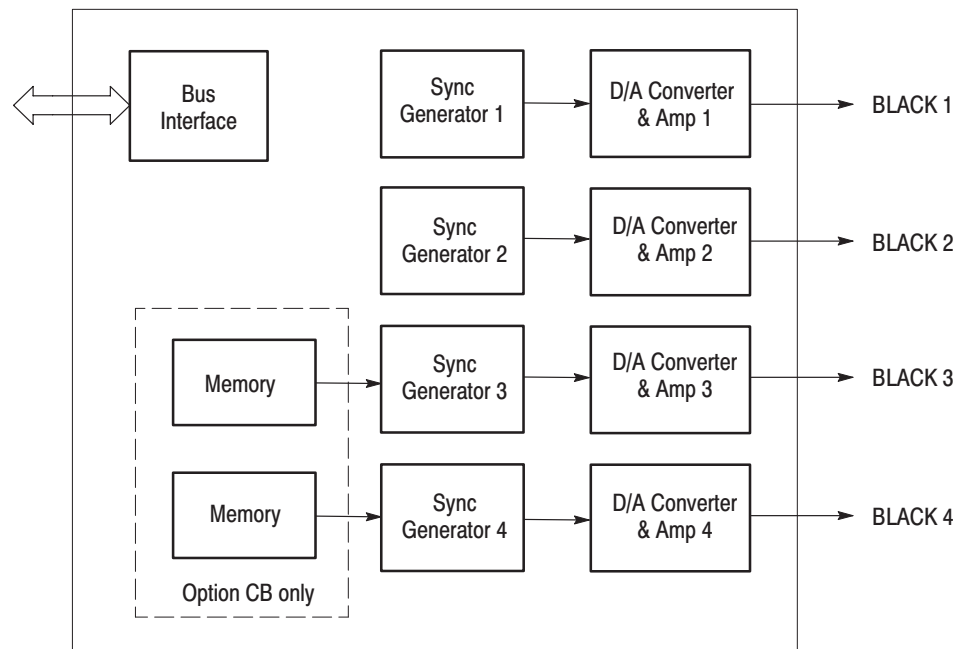 Bus
Interface
Sync
Generator 1
D/A Converter
& Amp 1
BLACK 1
Sync
Generator 2
D/A Converter
& Amp 2
BLACK 2
Memory
Sync
Generator 3
D/A Converter
& Amp 3
BLACK 3
Memory
Sync
Generator 4
D/A Converter
& Amp 4
BLACK 4
Option CB only